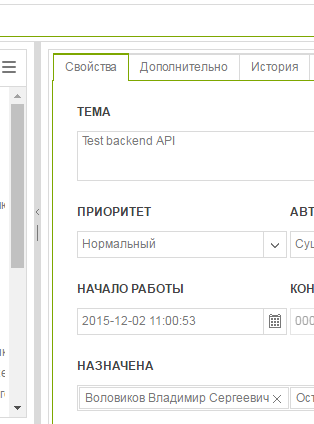 Свойства Дополнительно История
ТЕМА
Test backend API
ПРИОРИТЕТ АВТ
Нормальный Су
НАЧАЛО РАБОТЫ КОН
2015-12-02 11:00:53 000
НАЗНАЧЕНА
Воловиков Владимир Сергеевич Ост